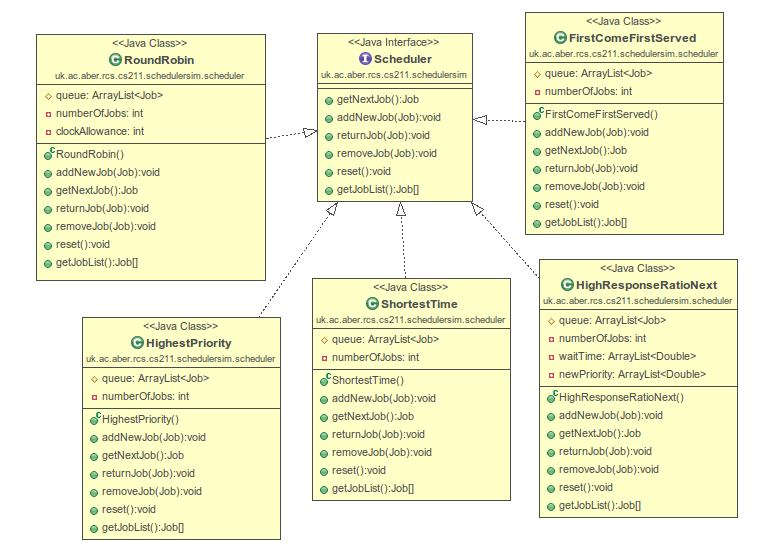 <<Java Class>>
RoundRobin
uk.ac.aber.rcs.cs211.schedulersim.scheduler
queue: ArrayList<Job>
numberOfJobs: int
clockAllowance: int
RoundRobin()
addNewJob(Job):void
getNextJob():Job
returnJob(Job):void
removeJob(Job):void
reset():void
getJobList():Job[]
<<Java Interface>>
Scheduler
uk.ac.aber.rcs.cs211.schedulersim
getNextJob():Job
addNewJob(Job):void
returnJob(Job):void
removeJob(Job):void
reset():void
getJobList():Job[]
<<Java Class>>
FirstComeFirstServed
uk.ac.aber.rcs.cs211.schedulersim.scheduler
queue: ArrayList<Job>
numberOfJobs: int
FirstComeFirstServed()
addNewJob(Job):void
getNextJob():Job
returnJob(Job):void
removeJob(Job):void
reset():void
getJobList():Job[]
<<Java Class>>
HighestPriority
uk.ac.aber.rcs.cs211.schedulersim.scheduler
queue: ArrayList<Job>
numberOfJobs: int
HighestPriority()
addNewJob(Job):void
getNextJob():Job
returnJob(Job):void
removeJob(Job):void
reset():void
getJobList():Job[]
<<Java Class>>
ShortestTime
uk.ac.aber.rcs.cs211.schedulersim.scheduler
queue: ArrayList<Job>
numberOfJobs: int
ShortestTime()
addNewJob(Job):void
getNextJob():Job
returnJob(Job):void
removeJob(Job):void
reset():void
getJobList():Job[]
<<Java Class>>
HighResponseRatioNext
uk.ac.aber.rcs.cs211.schedulersim.scheduler
queue: ArrayList<Job>
numberOfJobs: int
waitTime: ArrayList<Double>
newPriority: ArrayList<Double>
HighResponseRatioNext()
addNewJob(Job):void
getNextJob():Job
returnJob(Job):void
removeJob(Job):void
reset():void
getJobList():Job[]